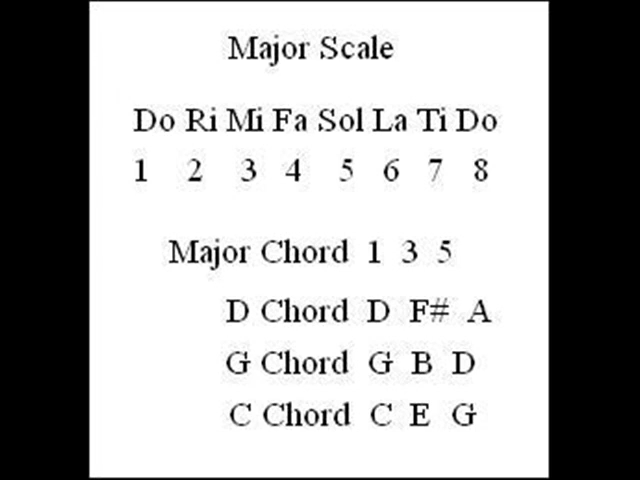 Major Scale
Do Ri Mi Fa Sol La Ti Do
1 2 3 4 5 6 7 8
Major Chord 1 3 5
D Chord D F# A
G Chord G B D
C Chord C E G